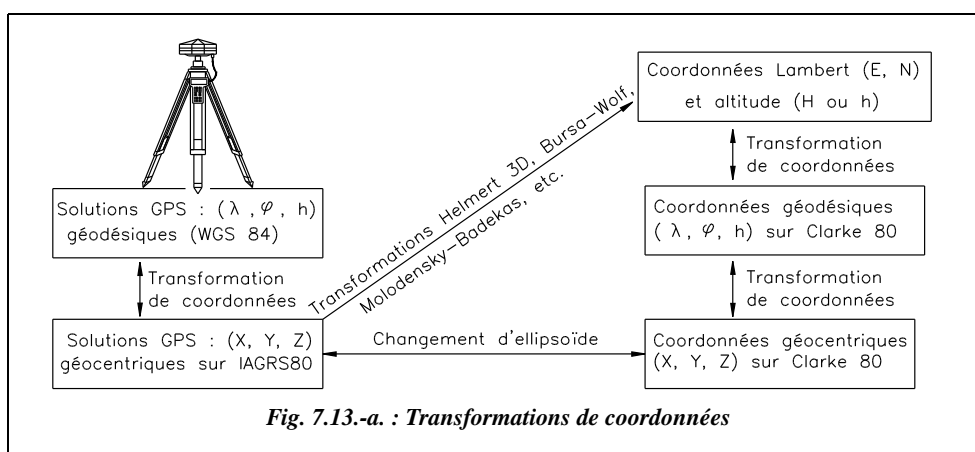 Solutions GPS : (λ , φ , h)
géodésiques (WGS 84)
Transformation
de coordonnées
Solutions GPS : (X, Y, Z)
géocentriques sur IAGRS80
Transformations Helmert 3D, Bursa-Wolf,
Molodensky-Badekas, etc.
Changement d'ellipsoïde
Coordonnées Lambert (E, N)
et altitude (H ou h)
Transformation
de coordonnées
Coordonnées géodésiques
( λ , φ, h) sur Clarke 80
Transformation
de coordonnées
Coordonnées géocentriques
(X, Y, Z) sur Clarke 80
Fig. 7.13.-a. : Transformations de coordonnées